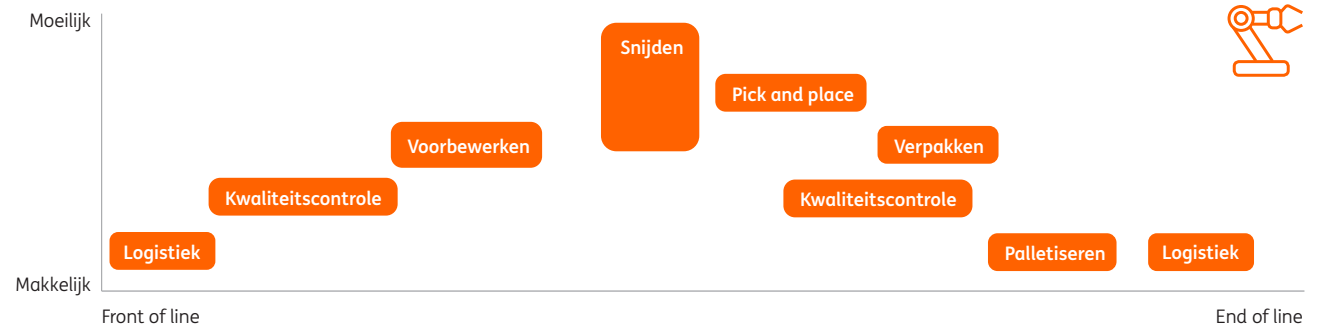 Moeilijk
Snijden
Pick and place
Voorbewerken
Verpakken
Kwaliteitscontrole
Kwaliteitscontrole
Logistiek
Palletiseren
Logistiek
Makkelijk
Front of line
End of line